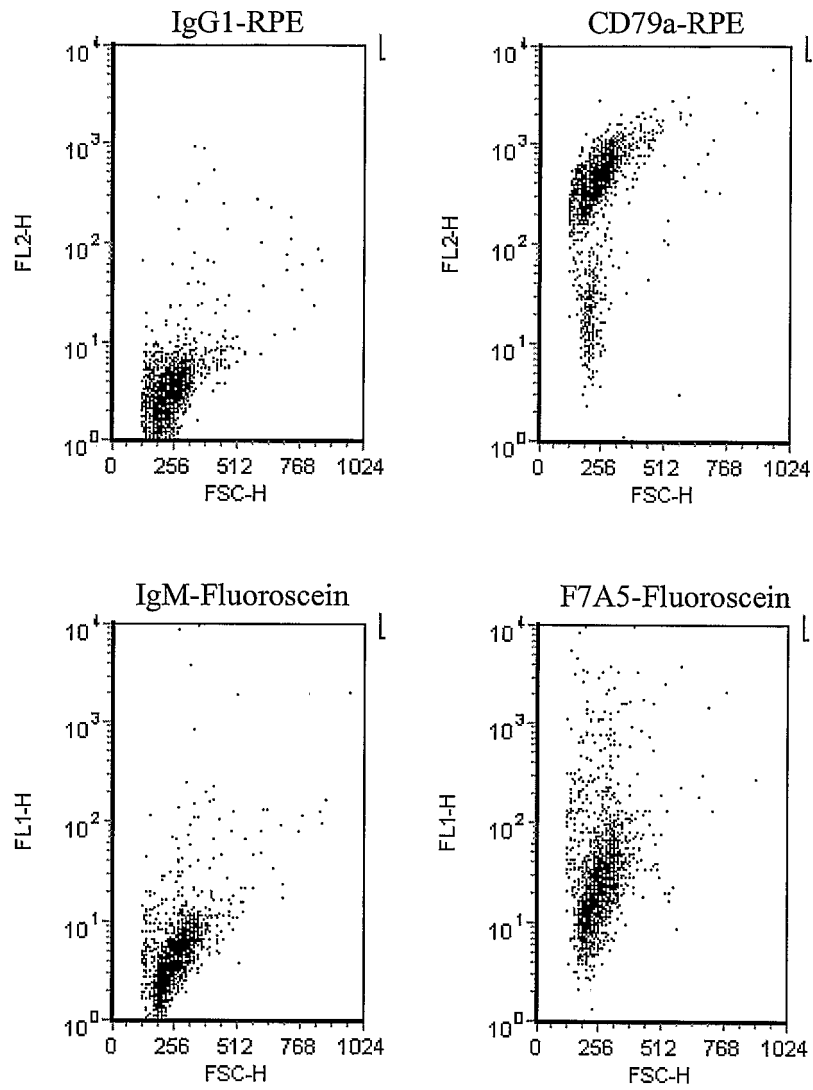 IgG1-RPE
CD79a-RPE
10⁴
10³
10²
10¹
10⁰
FL2-H
0 256 512 768 1024
FSC-H
10⁴
10³
10²
10¹
10⁰
FL2-H
0 256 512 768 1024
FSC-H
IgM-Fluoroscein
F7A5-Fluoroscein
10⁴
10³
10²
10¹
10⁰
FL1-H
0 256 512 768 1024
FSC-H
10⁴
10³
10²
10¹
10⁰
FL1-H
0 256 512 768 1024
FSC-H